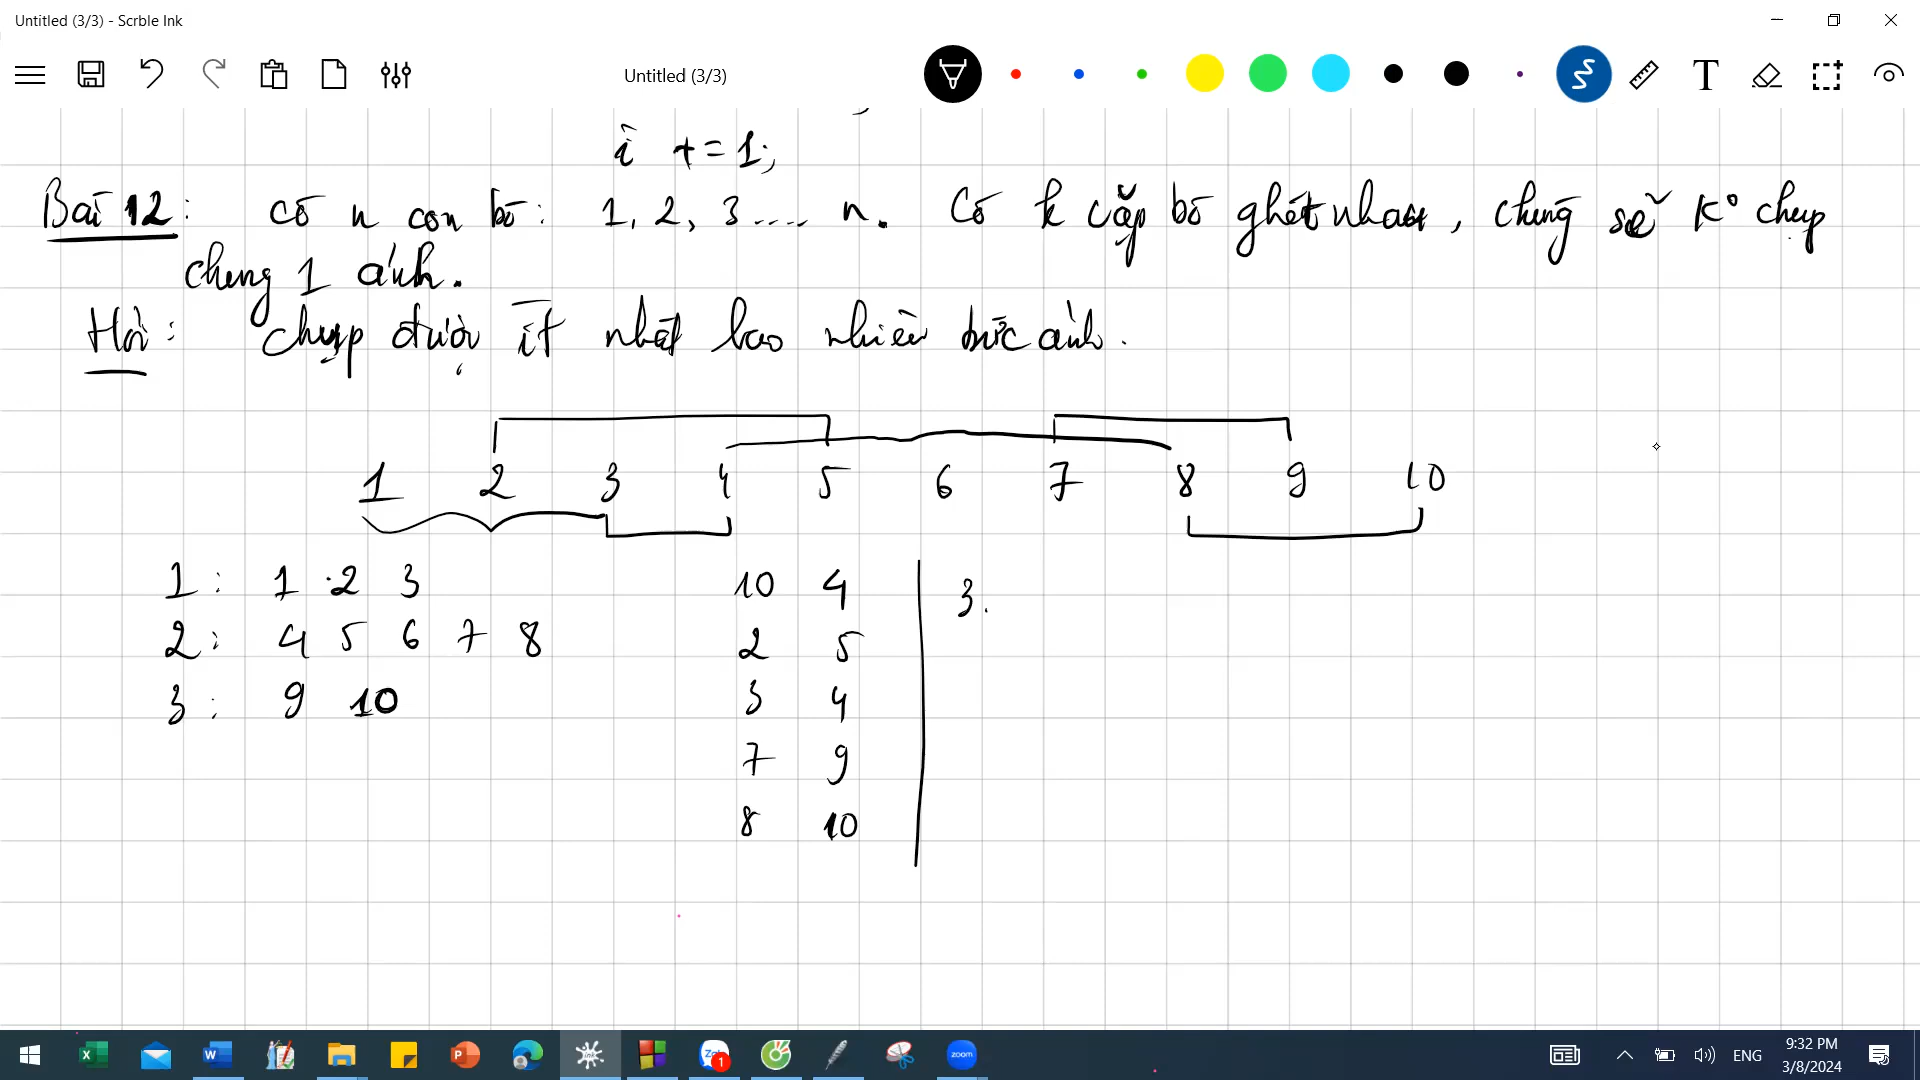 Untitled (3/3) - Scrble Ink
Untitled (3/3)
T
i += 1;
Bài 12: Có n con bò: 1, 2, 3 .... n. Có k cặp bò ghét nhau, chúng sẽ K° chụp
chung 1 ảnh.
Hỏi: chụp được ít nhất bao nhiêu bức ảnh.
1 2 3 4 5 6 7 8 9 10
1: 1 2 3
2: 4 5 6 7 8
3: 9 10
10 4
2 5
3 4
7 9
8 10
3.
zoom
1
ENG
9:32 PM
3/8/2024